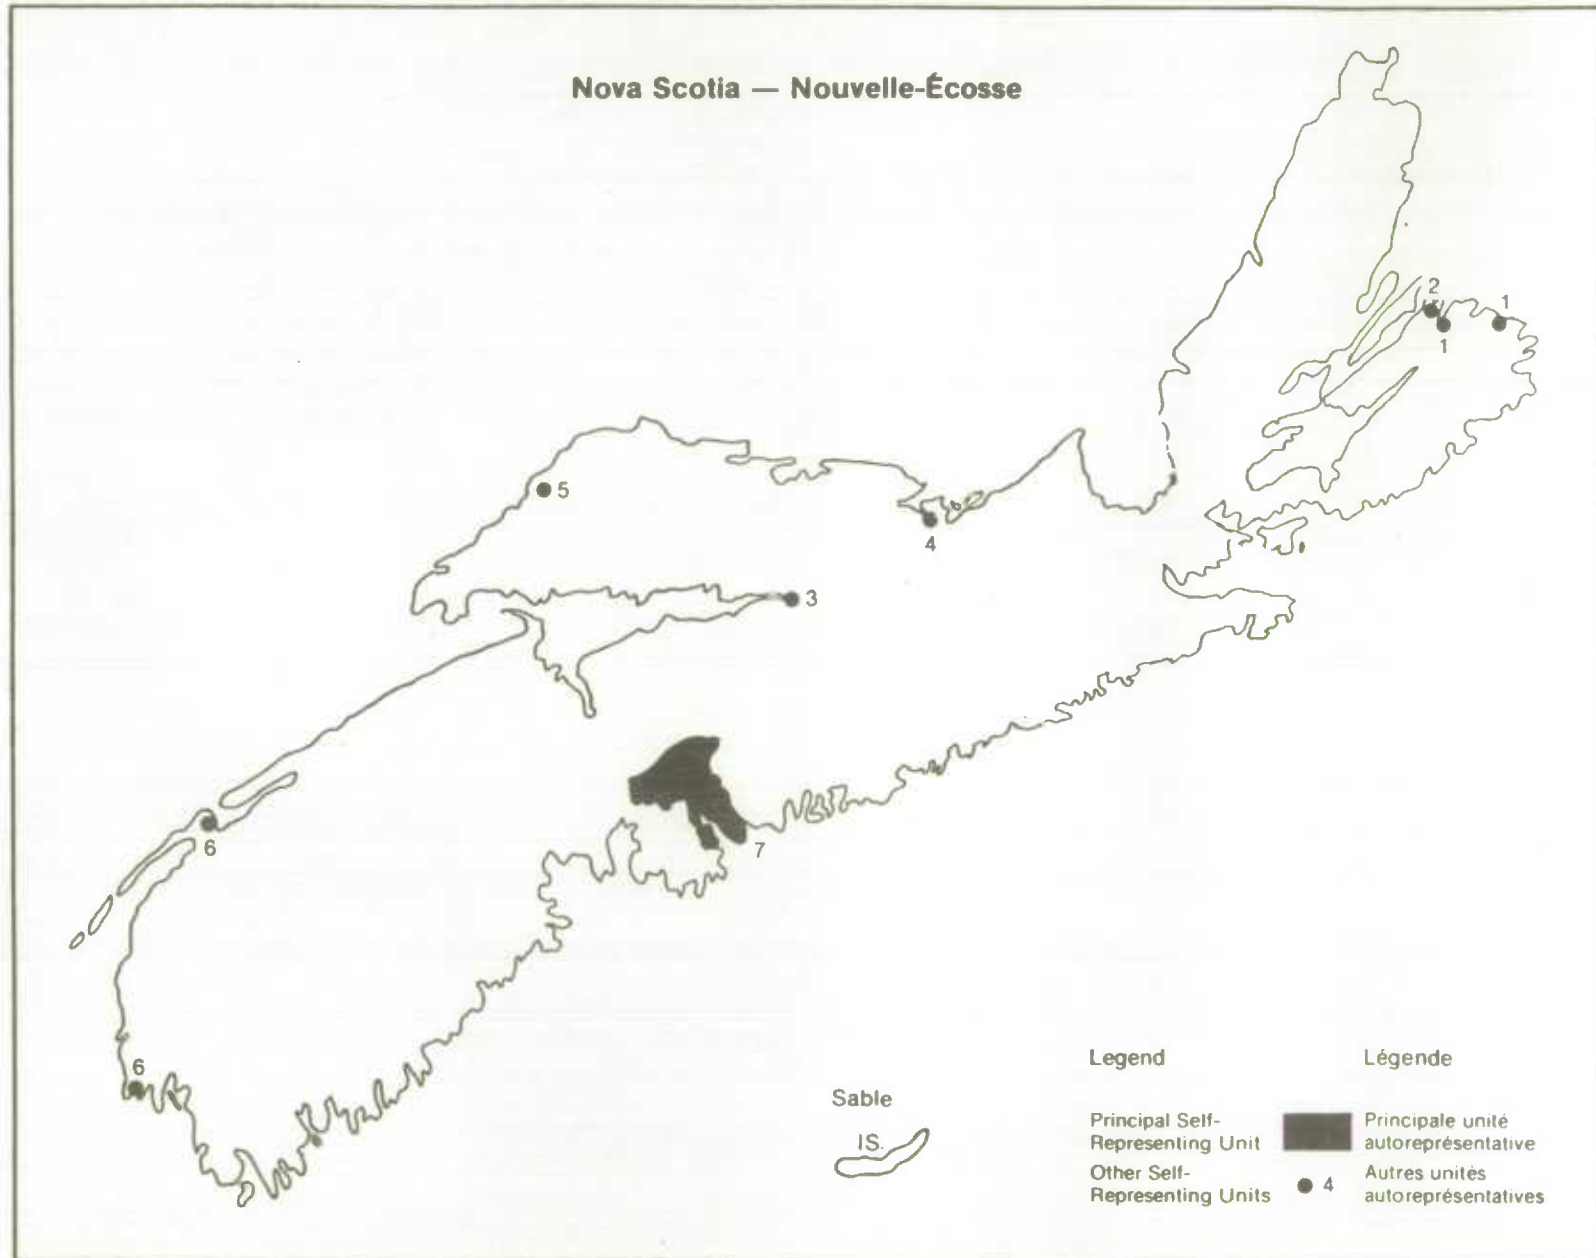 Nova Scotia — Nouvelle-Écosse
2
1
1
5
4
3
7
6
6
Sable
IS.
Legend
Légende
Principal Self-
Representing Unit
Principale unité
autoreprésentative
Other Self-
Representing Units
4
Autres unités
autoreprésentatives